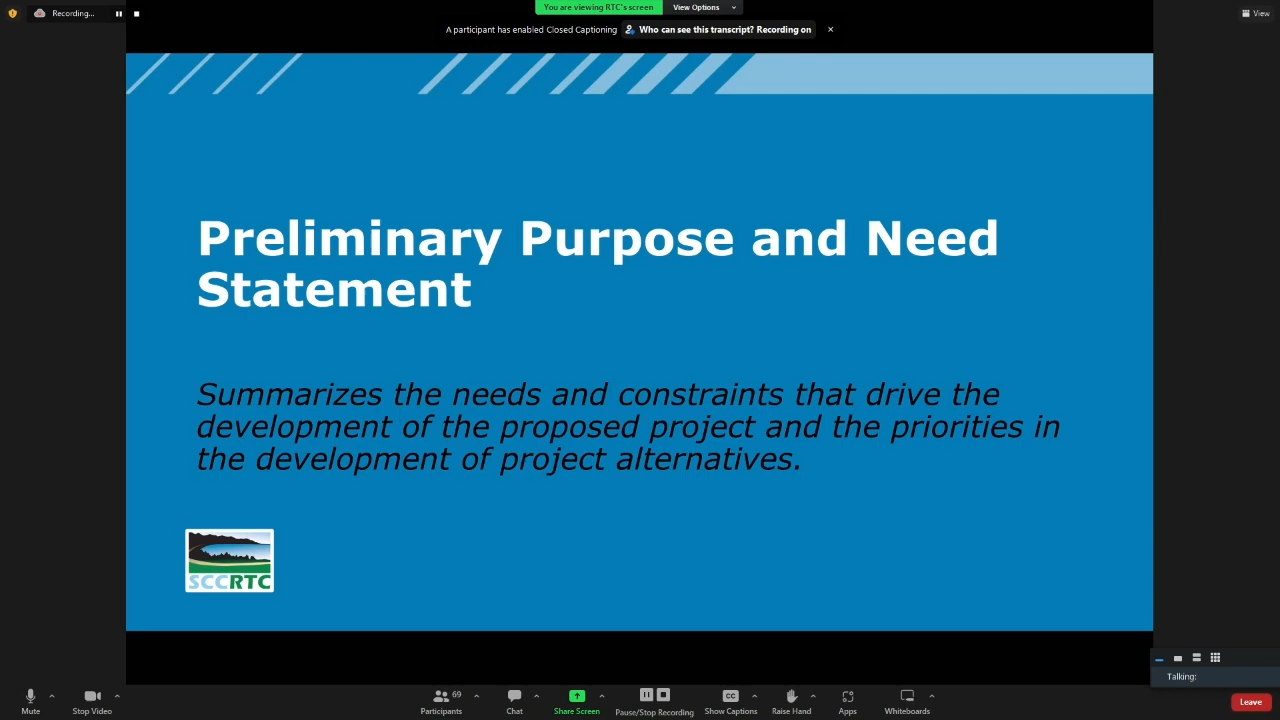 You are viewing RTC's screen
View Options
Recording...
View
A participant has enabled Closed Captioning
Who can see this transcript? Recording on
Preliminary Purpose and Need
Statement
Summarizes the needs and constraints that drive the
development of the proposed project and the priorities in
the development of project alternatives.
SCCRTC
Talking:
Mute
Stop Video
69
Participants
Chat
Share Screen
Pause/Stop Recording
CC
Show Captions
Raise Hand
Apps
Whiteboards
Leave